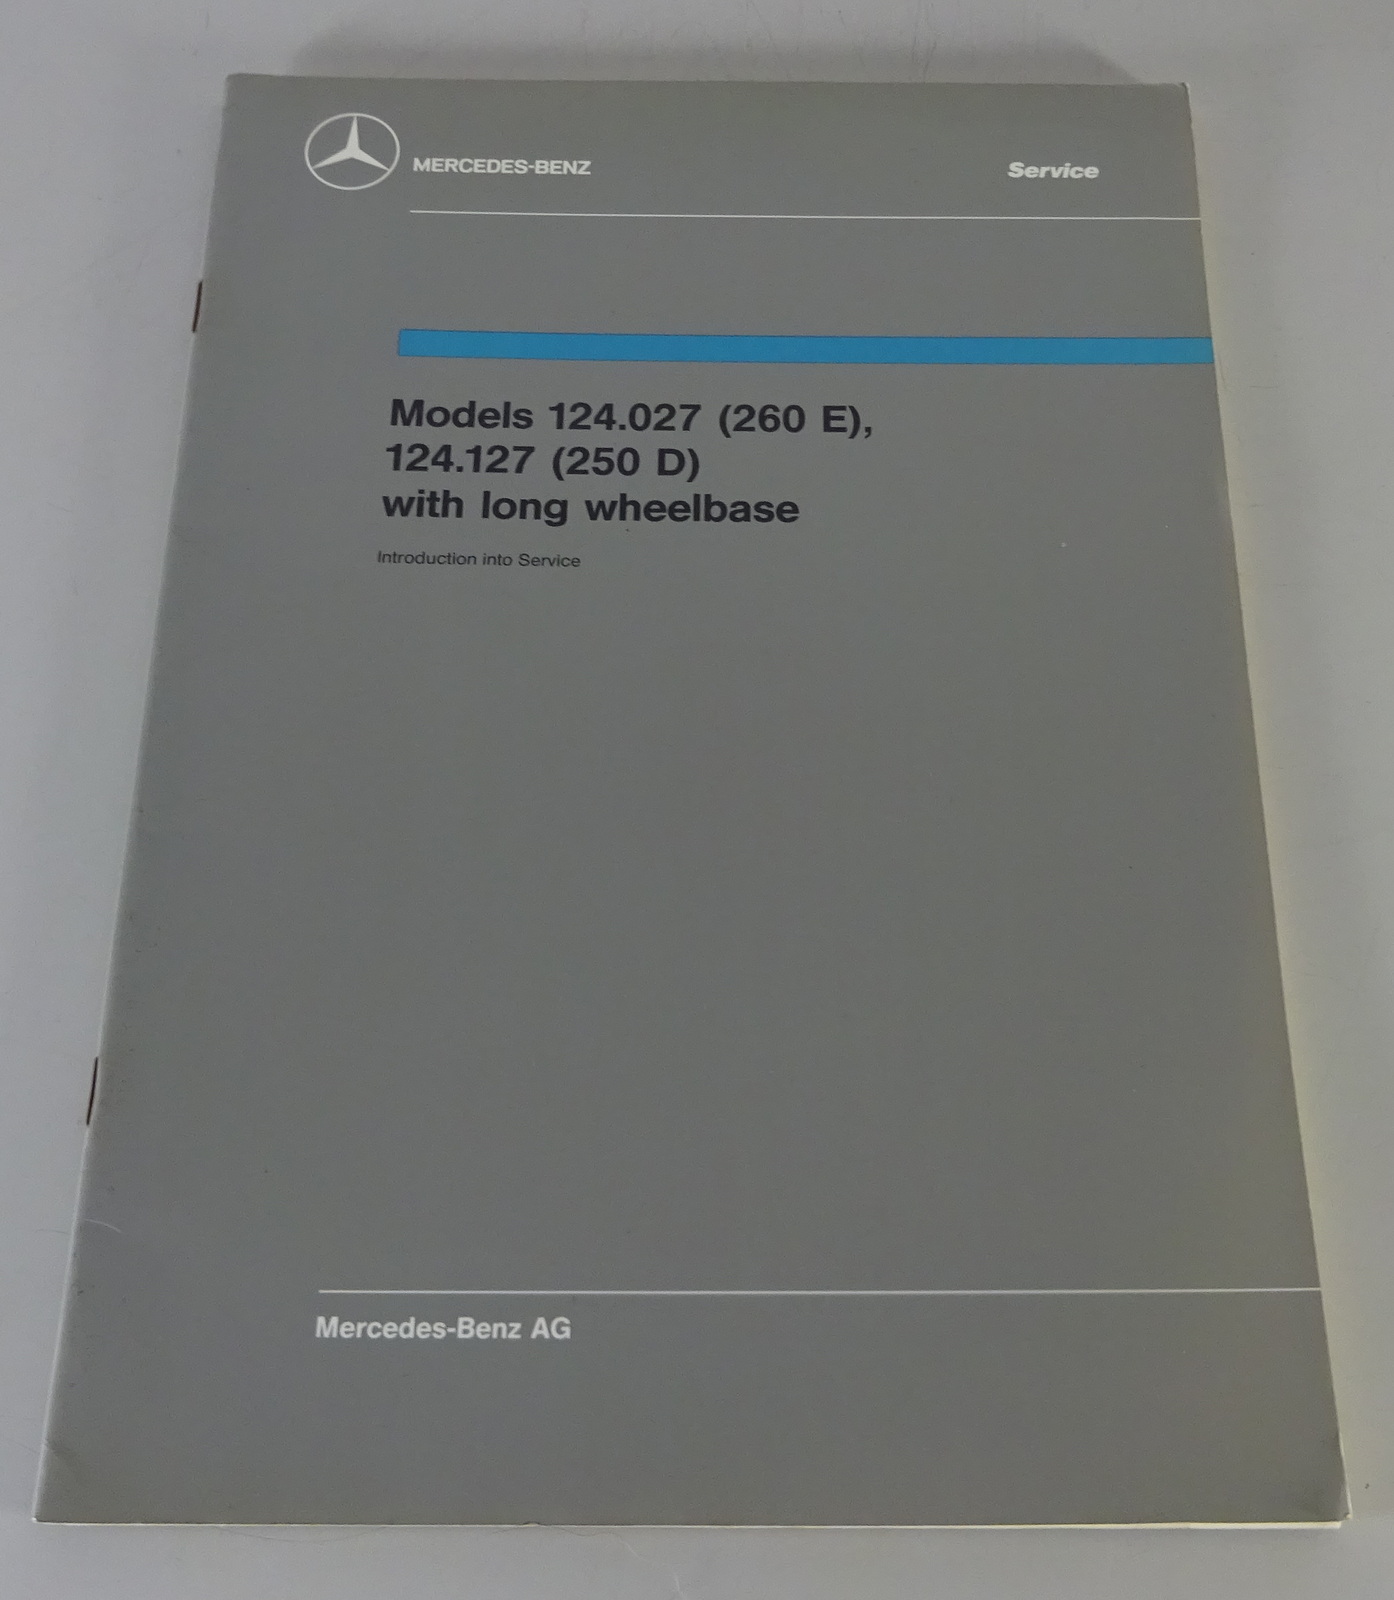 MERCEDES-BENZ
Service
Models 124.027 (260 E),
124.127 (250 D)
with long wheelbase
Introduction into Service
Mercedes-Benz AG